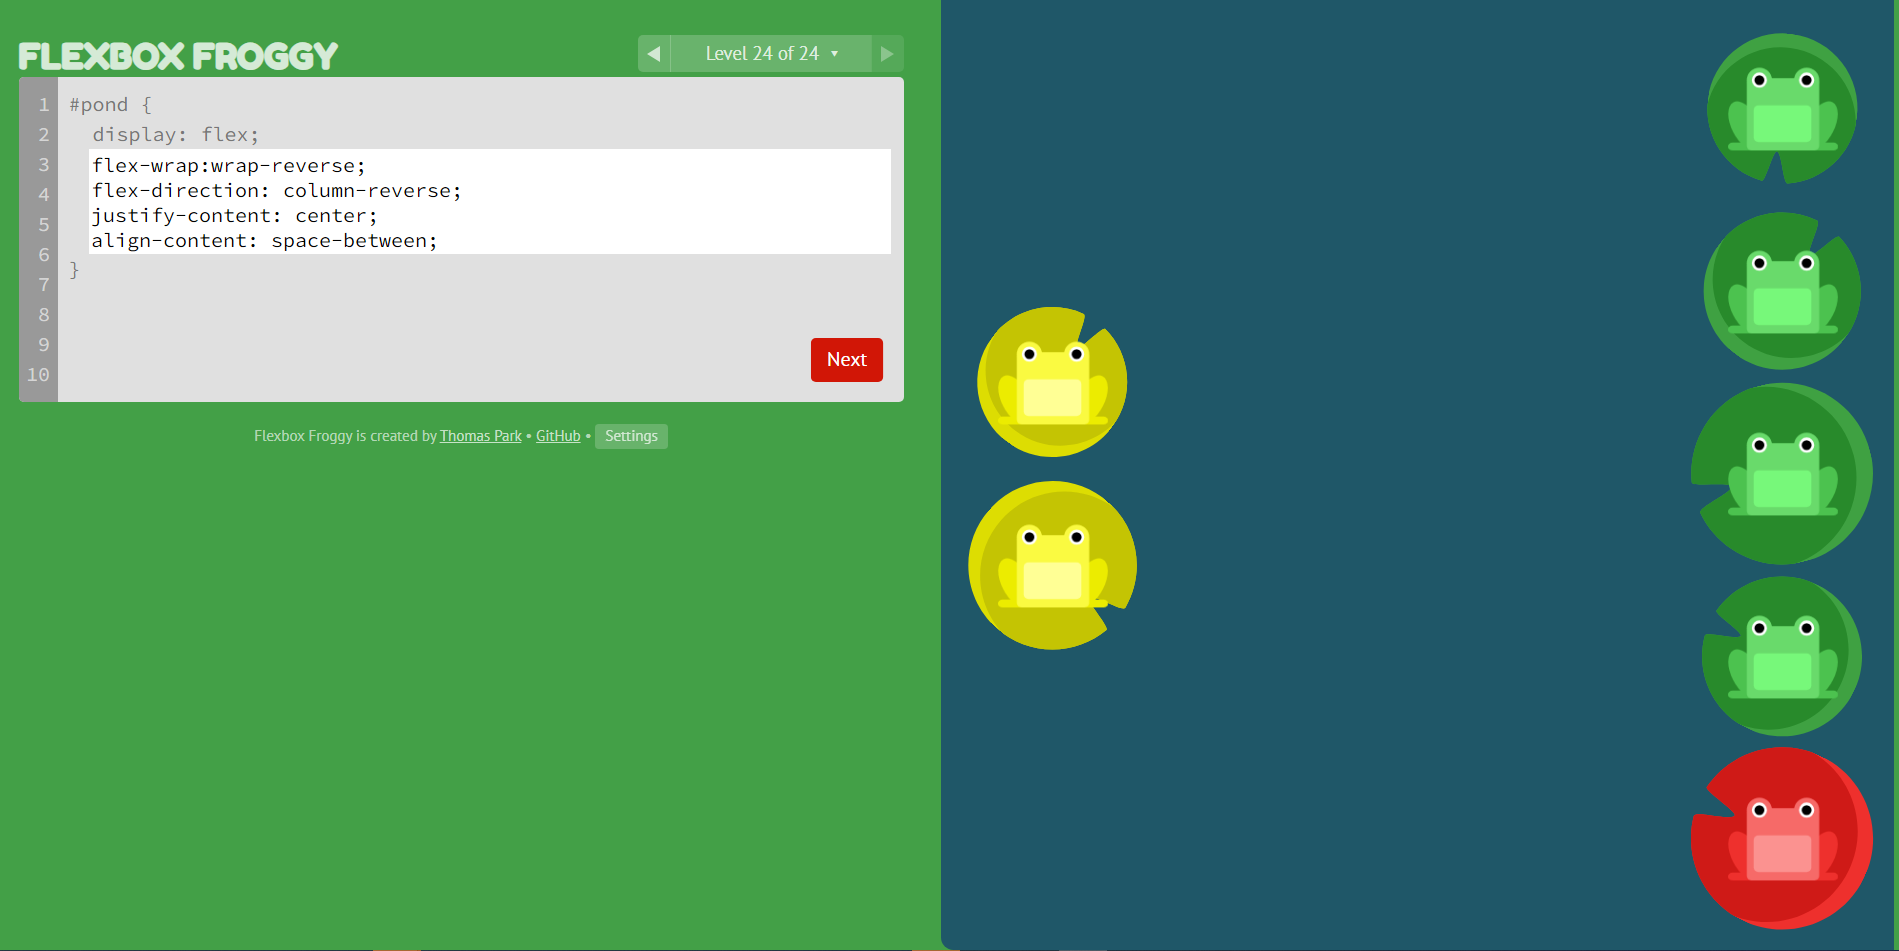 FLEXBOX FROGGY
◀ Level 24 of 24 ▾ ▶
1 #pond {
2 display: flex;
3 flex-wrap:wrap-reverse;
4 flex-direction: column-reverse;
5 justify-content: center;
6 align-content: space-between;
}
7
8
9
10
Next
Flexbox Froggy is created by Thomas Park • GitHub • Settings